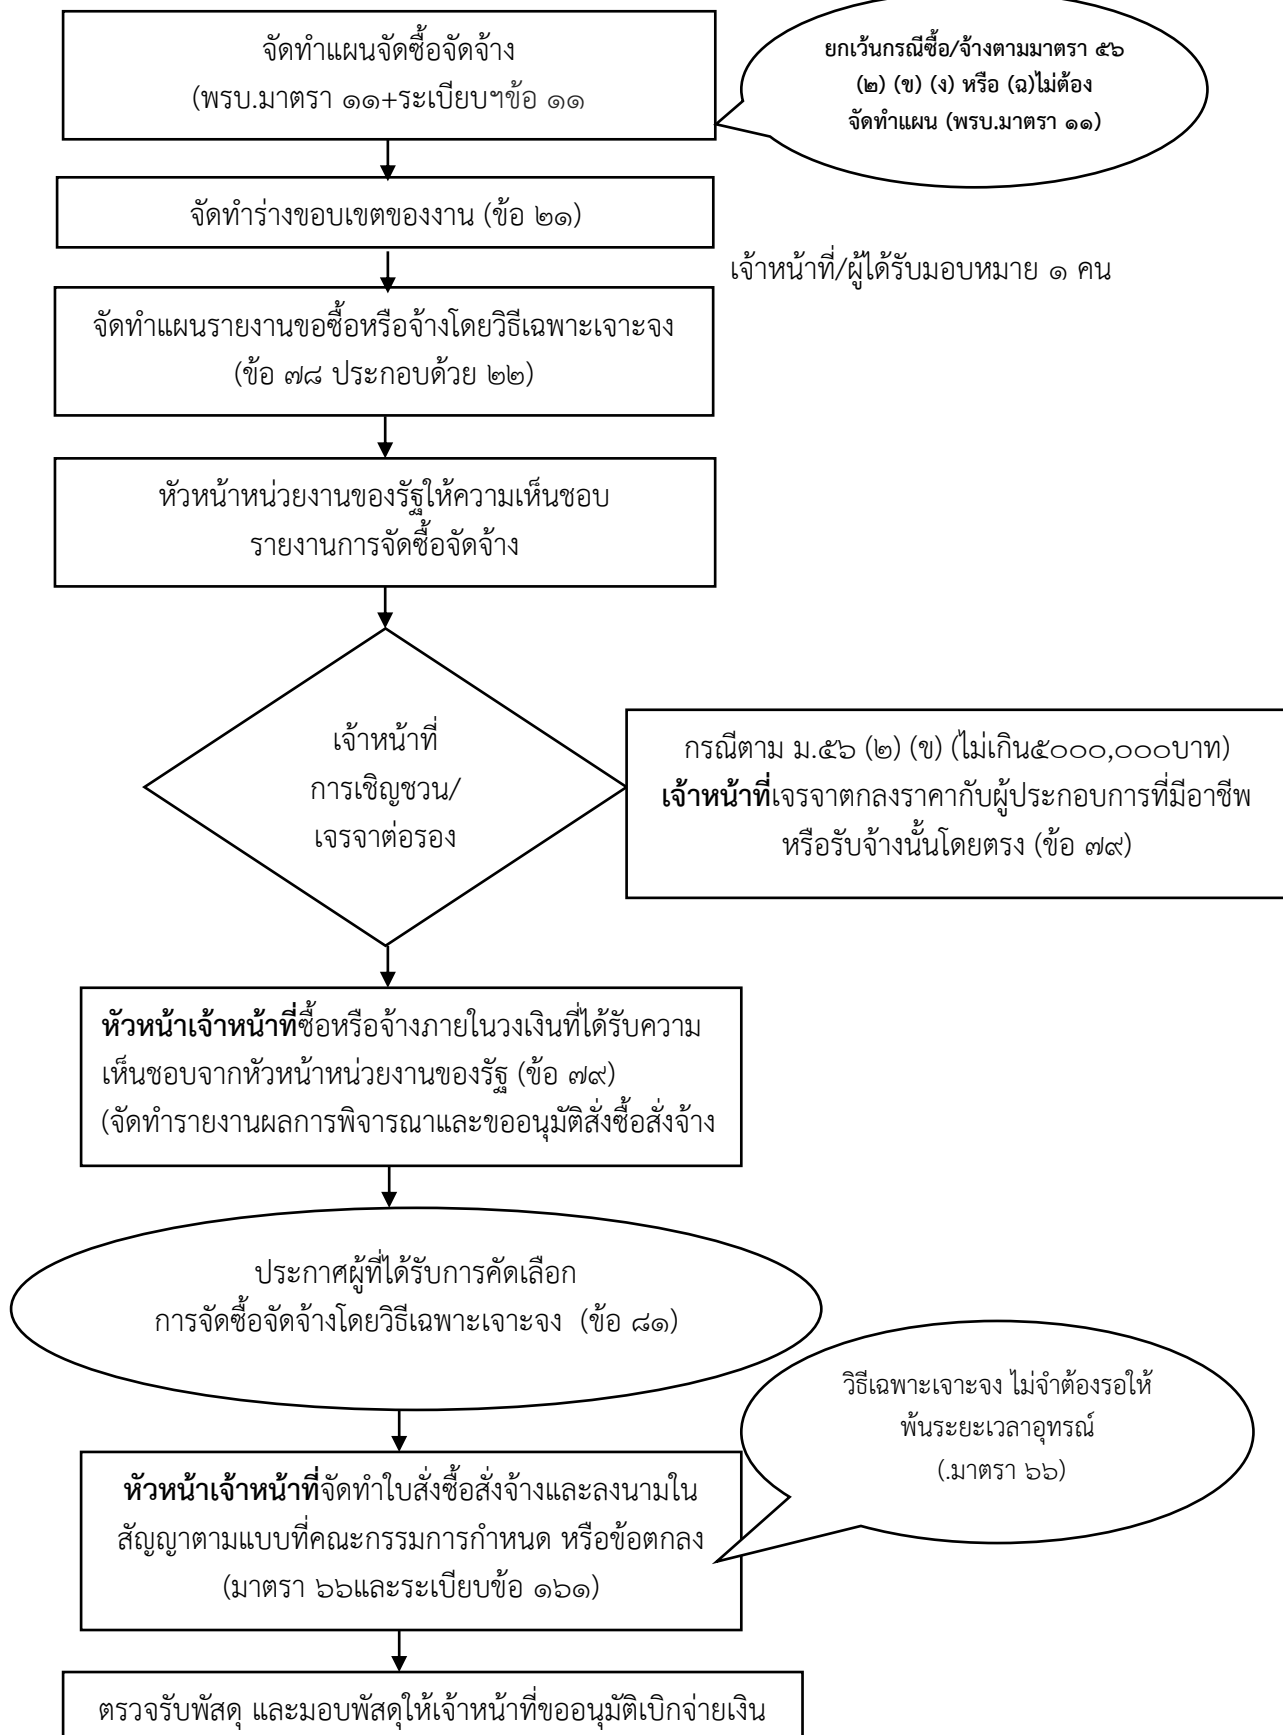 จัดทำแผนจัดซื้อจัดจ้าง
(พรบ.มาตรา ๑๑+ระเบียบฯข้อ ๑๑
ยกเว้นกรณีซื้อ/จ้างตามมาตรา ๕๖
(๒) (ข) (ง) หรือ (ฉ)ไม่ต้อง
จัดทำแผน (พรบ.มาตรา ๑๑)
จัดทำร่างขอบเขตของงาน (ข้อ ๒๑)
เจ้าหน้าที่/ผู้ได้รับมอบหมาย ๑ คน
จัดทำแผนรายงานขอซื้อหรือจ้างโดยวิธีเฉพาะเจาะจง
(ข้อ ๗๘ ประกอบด้วย ๒๒)
หัวหน้าหน่วยงานของรัฐให้ความเห็นชอบ
รายงานการจัดซื้อจัดจ้าง
เจ้าหน้าที่
การเชิญชวน/
เจรจาต่อรอง
กรณีตาม ม.๕๖ (๒) (ข) (ไม่เกิน๕๐๐๐,๐๐๐บาท)
เจ้าหน้าที่เจรจาตกลงราคากับผู้ประกอบการที่มีอาชีพ
หรือรับจ้างนั้นโดยตรง (ข้อ ๗๙)
หัวหน้าเจ้าหน้าที่ซื้อหรือจ้างภายในวงเงินที่ได้รับความ
เห็นชอบจากหัวหน้าหน่วยงานของรัฐ (ข้อ ๗๙)
(จัดทำรายงานผลการพิจารณาและขออนุมัติสั่งซื้อสั่งจ้าง
ประกาศผู้ที่ได้รับการคัดเลือก
การจัดซื้อจัดจ้างโดยวิธีเฉพาะเจาะจง (ข้อ ๘๑)
วิธีเฉพาะเจาะจง ไม่จำต้องรอให้
พ้นระยะเวลาอุทรณ์
(.มาตรา ๖๖)
หัวหน้าเจ้าหน้าที่จัดทำใบสั่งซื้อสั่งจ้างและลงนามใน
สัญญาตามแบบที่คณะกรรมการกำหนด หรือข้อตกลง
(มาตรา ๖๖และระเบียบข้อ ๑๖๑)
ตรวจรับพัสดุ และมอบพัสดุให้เจ้าหน้าที่ขออนุมัติเบิกจ่ายเงิน